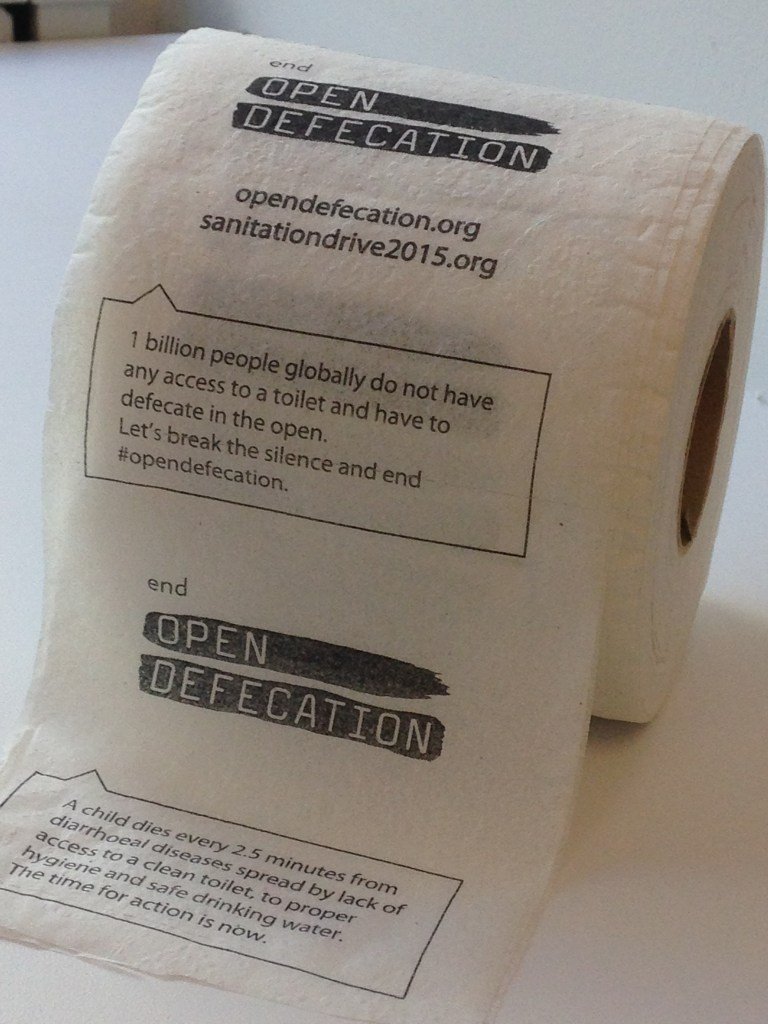 end
OPEN
DEFECATION
opendefecation.org
sanitationdrive2015.org
1 billion people globally do not have
any access to a toilet and have to
defecate in the open.
Let's break the silence and end
#opendefecation.
end
OPEN
DEFECATION
A child dies every 2.5 minutes from
diarrhoeal diseases spread by lack of
access to a clean toilet, to proper
hygiene and safe drinking water.
The time for action is now.